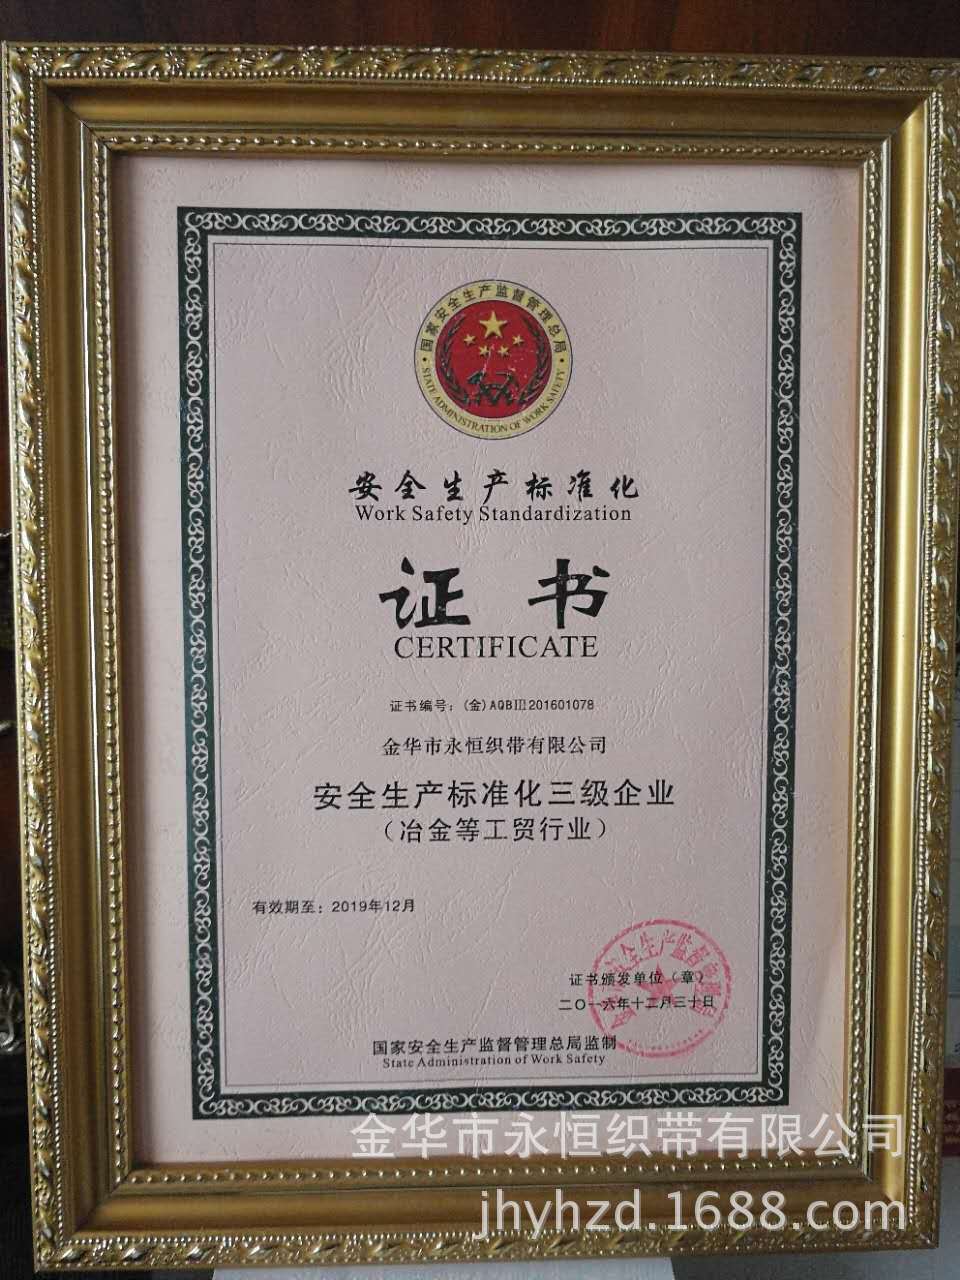 国家安全生产监督管理总局
STATE ADMINISTRATION OF WORK SAFETY
安全生产标准化
Work Safety Standardization
证书
CERTIFICATE
证书编号：(金)AQBⅢ201601078
金华市永恒织带有限公司
安全生产标准化三级企业
（冶金等工贸行业）
有效期至：2019年12月
全生产监督
证书颁发单位（章）
二〇一六年十二月三十日
国家安全生产监督管理总局监制
State Administration of Work Safety
金华市永恒织带有限公司
jhyhzd.1688.com